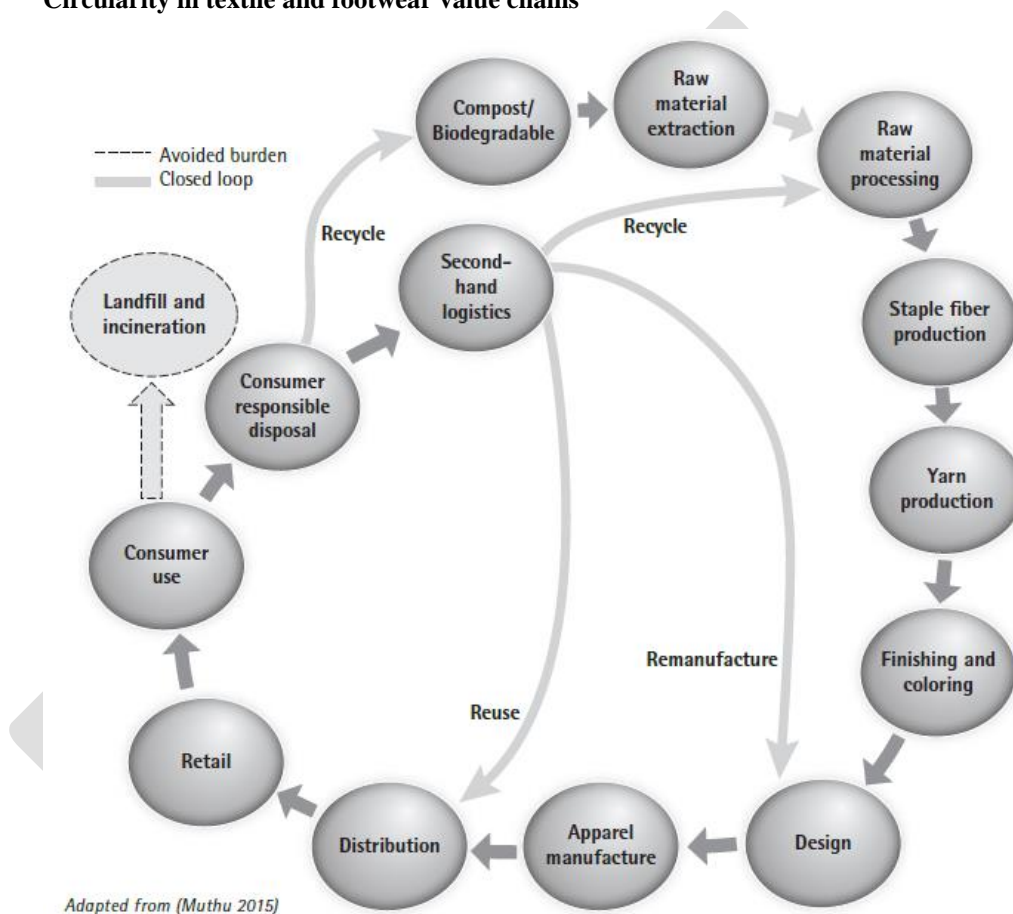 Circularity in textile and footwear value chains
Compost/
Biodegradable
Raw
material
extraction
Raw
material
processing
Avoided burden
Closed loop
Recycle
Recycle
Second-
hand
logistics
Landfill and
incineration
Staple fiber
production
Consumer
responsible
disposal
Yarn
production
Consumer
use
Remanufacture
Finishing and
coloring
Reuse
Retail
Distribution
Apparel
manufacture
Design
Adapted from (Muthu 2015)